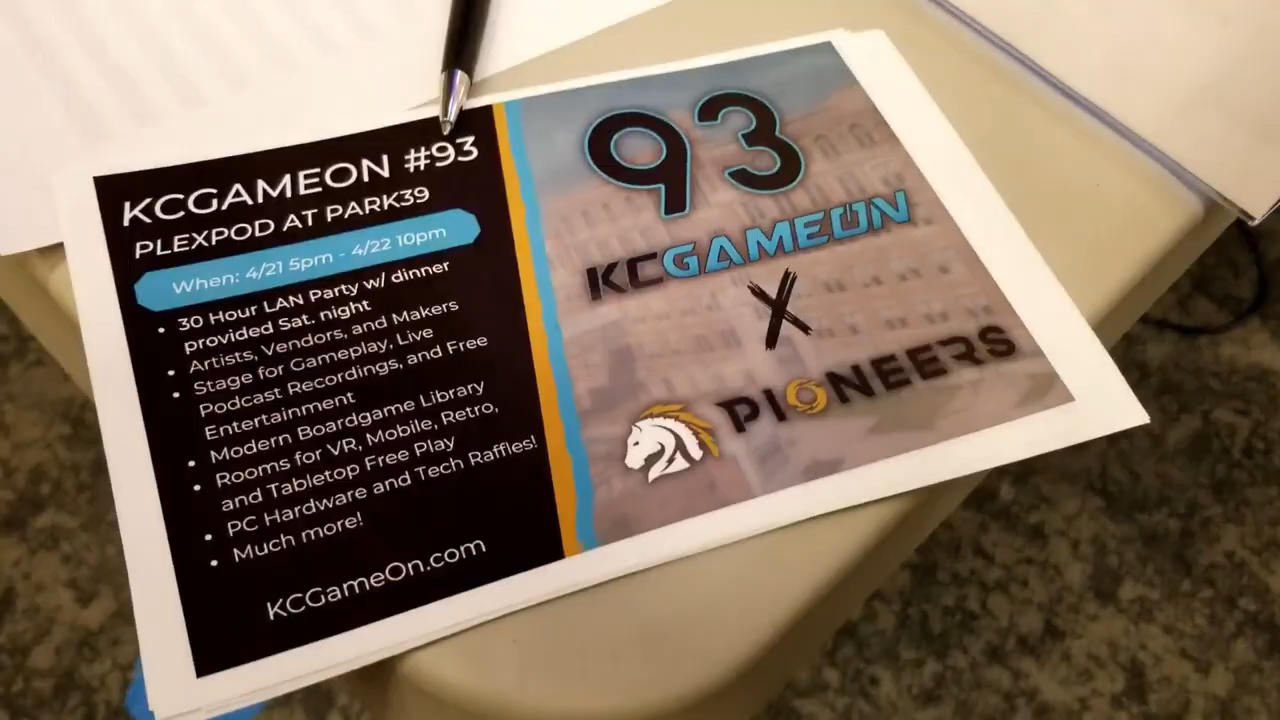 KCGAMEON #93
PLEXPOD AT PARK39
When: 4/21 5pm - 4/22 10pm
• 30 Hour LAN Party w/ dinner
provided Sat. night
• Artists, Vendors, and Makers
• Stage for Gameplay, Live
Podcast Recordings, and Free
Entertainment
• Modern Boardgame Library
• Rooms for VR, Mobile, Retro,
and Tabletop Free Play
• PC Hardware and Tech Raffles!
• Much more!
KCGameOn.com
93
KCGAMEON
X
PIONEERS